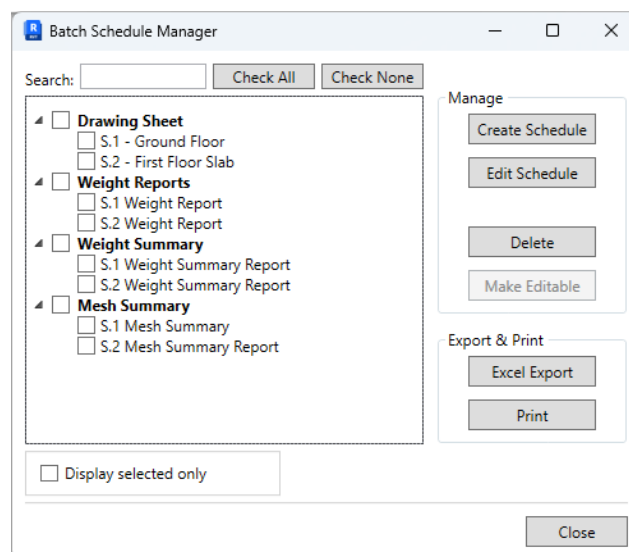 Batch Schedule Manager
Search:
Check All
Check None
Drawing Sheet
S.1 - Ground Floor
S.2 - First Floor Slab
Weight Reports
S.1 Weight Report
S.2 Weight Report
Weight Summary
S.1 Weight Summary Report
S.2 Weight Summary Report
Mesh Summary
S.1 Mesh Summary
S.2 Mesh Summary Report
Display selected only
Manage
Create Schedule
Edit Schedule
Delete
Make Editable
Export & Print
Excel Export
Print
Close